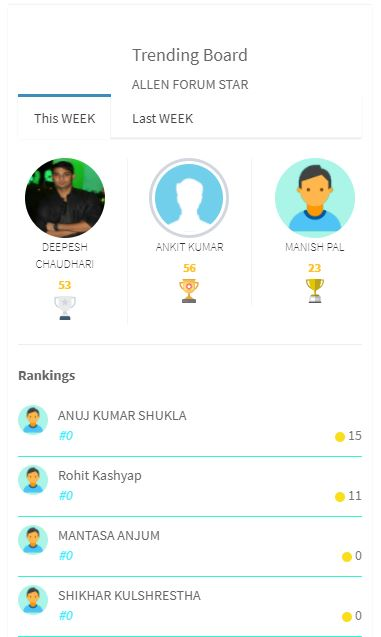 Trending Board
ALLEN FORUM STAR
This WEEK
Last WEEK
DEEPESH
CHAUDHARI
53
ANKIT KUMAR
56
MANISH PAL
23
Rankings
ANUJ KUMAR SHUKLA
#0
15
Rohit Kashyap
#0
11
MANTASA ANJUM
#0
0
SHIKHAR KULSHRESTHA
#0
0